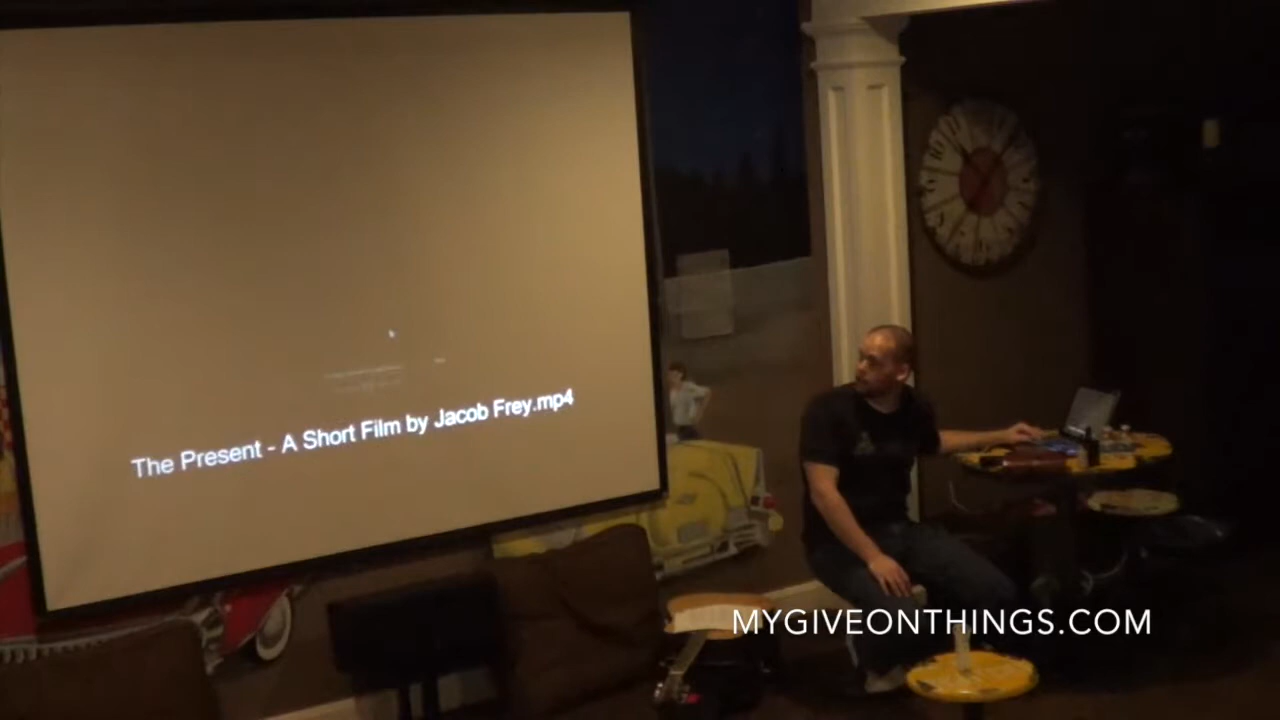 The Present - A Short Film by Jacob Frey.mp4
MYGIVEONTHINGS.COM